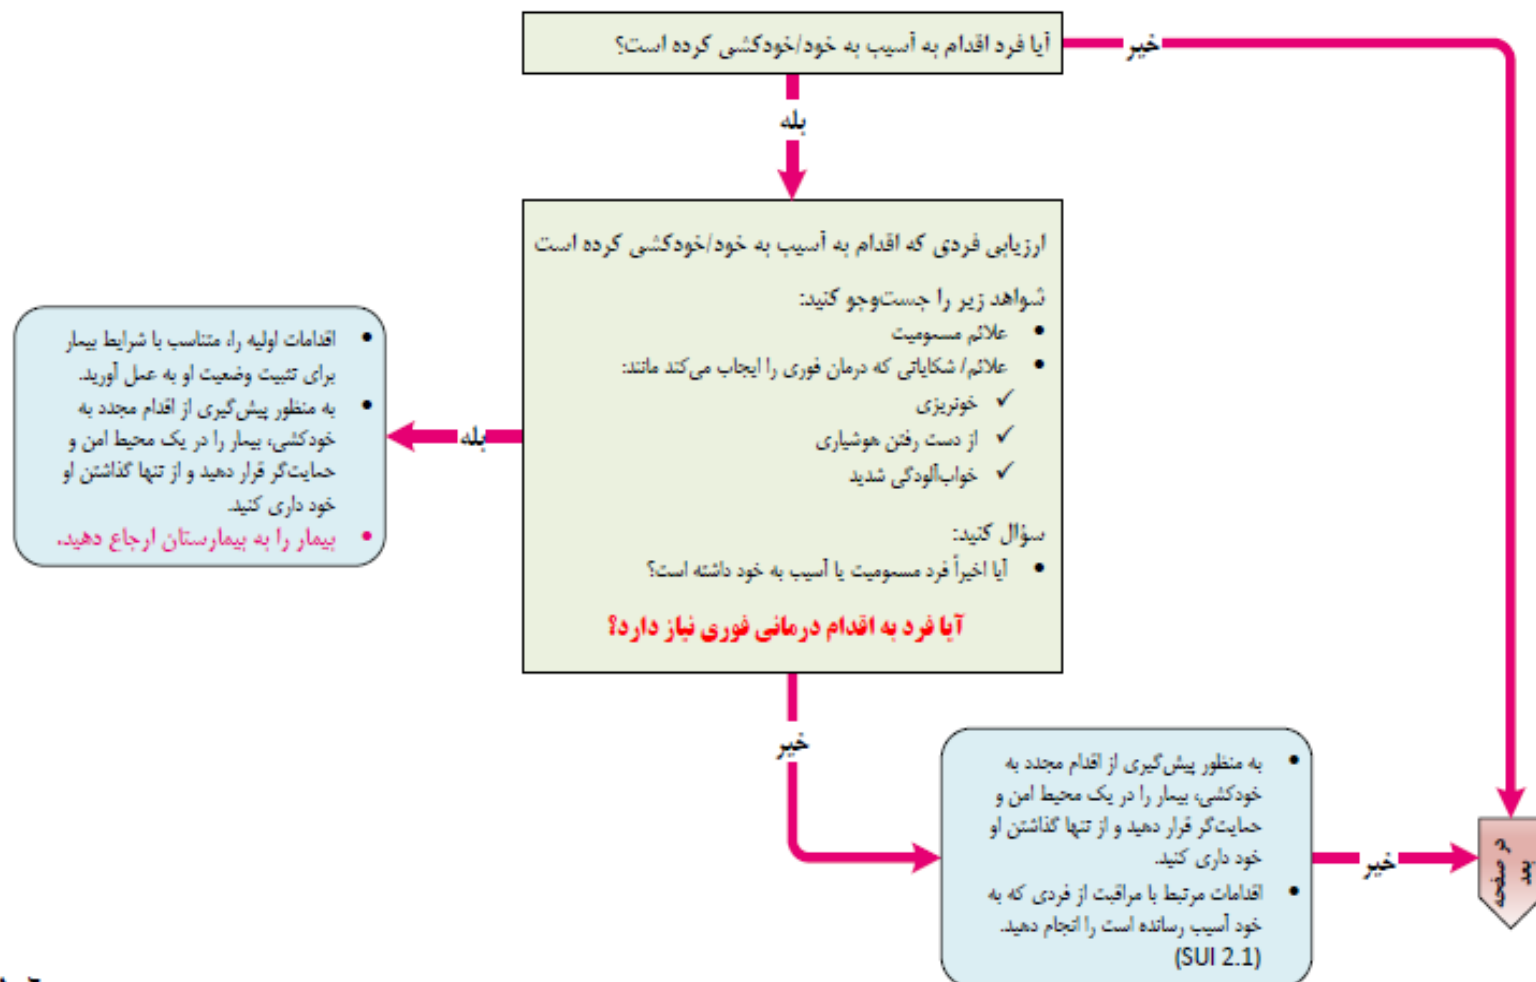 آیا فرد اقدام به آسیب به خود/خودکشی کرده است؟
خیر
بله
ارزیابی فردی که اقدام به آسیب به خود/خودکشی کرده است
شواهد زیر را جست‌وجو کنید:
• علائم مسمومیت
• علائم/ شکایاتی که درمان فوری را ایجاب می‌کند مانند:
✓ خونریزی
✓ از دست رفتن هوشیاری
✓ خواب‌آلودگی شدید
سؤال کنید:
• آیا اخیراً فرد مسمومیت یا آسیب به خود داشته است؟
آیا فرد به اقدام درمانی فوری نیاز دارد؟
بله
• اقدامات اولیه را، متناسب با شرایط بیمار
برای تثبیت وضعیت او به عمل آورید.
• به منظور پیش‌گیری از اقدام مجدد به
خودکشی، بیمار را در یک محیط امن و
حمایت‌گر قرار دهید و از تنها گذاشتن او
خود داری کنید.
• بیمار را به بیمارستان ارجاع دهید.
خیر
• به منظور پیش‌گیری از اقدام مجدد به
خودکشی، بیمار را در یک محیط امن و
حمایت‌گر قرار دهید و از تنها گذاشتن او
خود داری کنید.
• اقدامات مرتبط با مراقبت از فردی که به
خود آسیب رسانده است را انجام دهید.
(SUI 2.1)
خیر
در صفحه
بعد